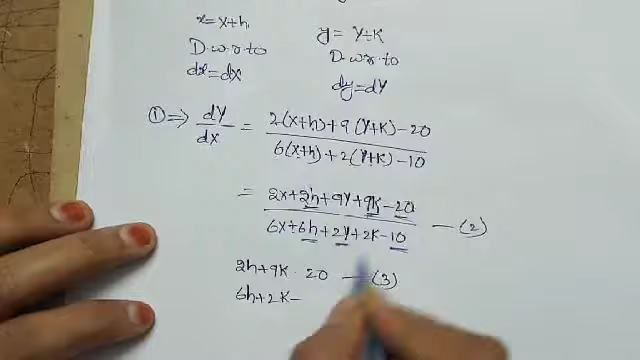 x = X+h, y = Y+K
D.w.r.to D.w.r.to
dx = dX dy = dY
① ⇒ dY/dX = 2(X+h)+9(Y+K)-20 / 6(X+h)+2(Y+K)-10
= 2X+2h+9Y+9K-20 / 6X+6h+2Y+2K-10 —(2)
2h+9K-20 —(3)
6h+2K-